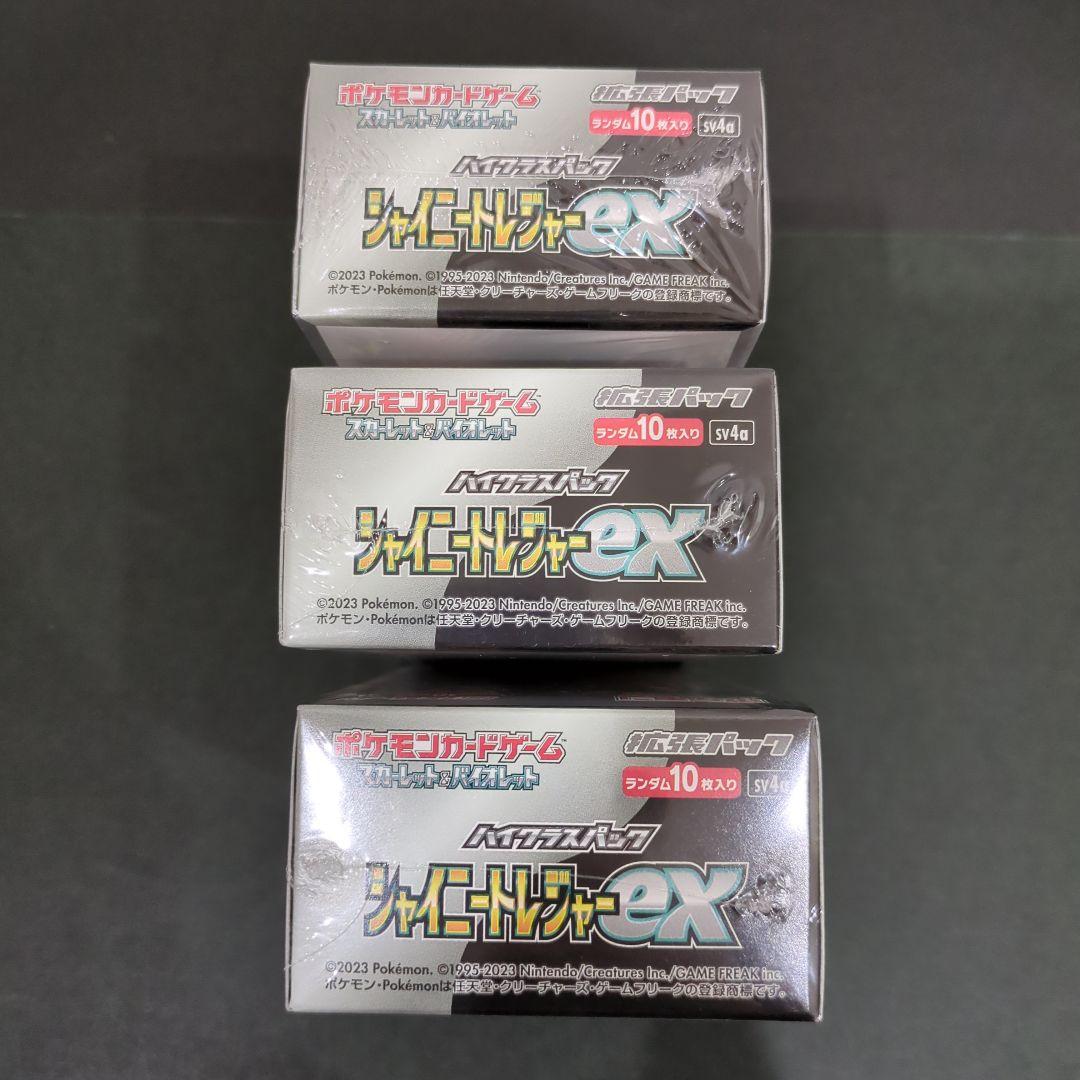 ポケモンカードゲーム
スカーレット&バイオレット
拡張パック
ランダム10枚入り sv4a
ハイクラスパック
シャイニートレジャーex
©2023 Pokémon. ©1995-2023 Nintendo/Creatures Inc./GAME FREAK inc.
ポケモン・Pokémonは任天堂・クリーチャーズ・ゲームフリークの登録商標です。
ポケモンカードゲーム
スカーレット&バイオレット
拡張パック
ランダム10枚入り sv4a
ハイクラスパック
シャイニートレジャーex
©2023 Pokémon. ©1995-2023 Nintendo/Creatures Inc./GAME FREAK inc.
ポケモン・Pokémonは任天堂・クリーチャーズ・ゲームフリークの登録商標です。
ポケモンカードゲーム™
スカーレット&バイオレット
拡張パック
ランダム10枚入り sv4a
ハイクラスパック
シャイニートレジャーex
©2023 Pokémon. ©1995-2023 Nintendo/Creatures Inc./GAME FREAK inc.
ポケモン・Pokémonは任天堂・クリーチャーズ・ゲームフリークの登録商標です。